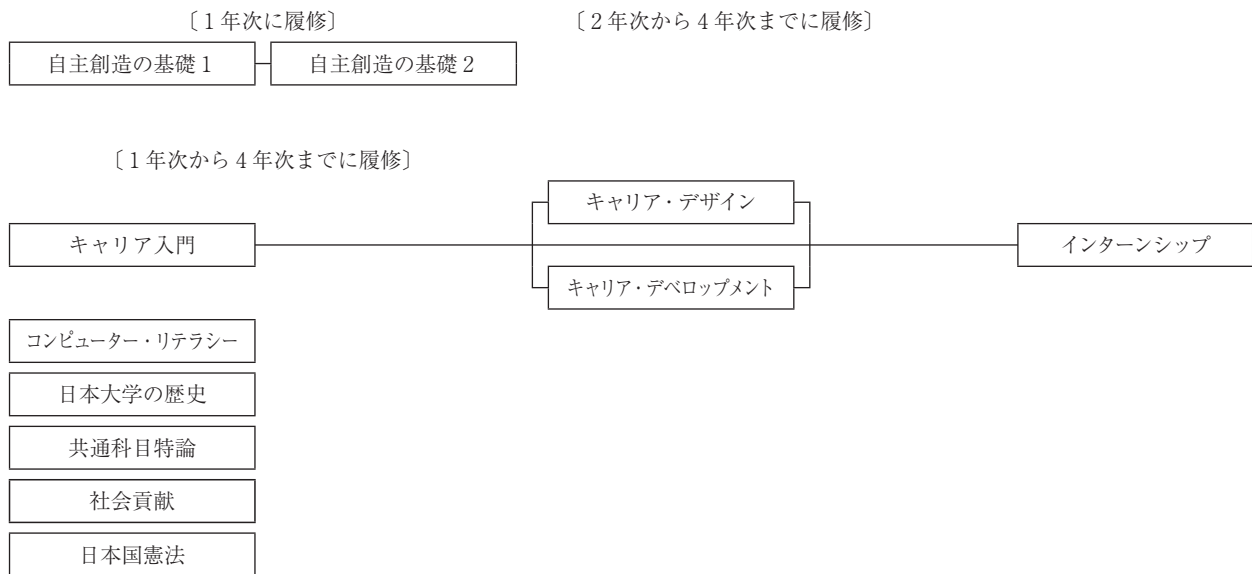 〔１年次に履修〕
〔２年次から４年次までに履修〕
自主創造の基礎１
自主創造の基礎２
〔１年次から４年次までに履修〕
キャリア・デザイン
キャリア入門
インターンシップ
キャリア・デベロップメント
コンピューター・リテラシー
日本大学の歴史
共通科目特論
社会貢献
日本国憲法